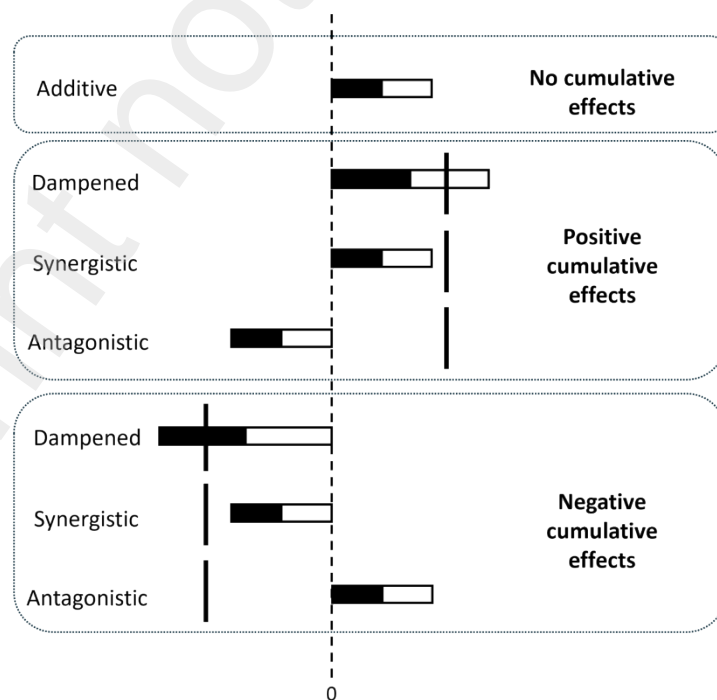 Additive
No cumulative
effects
Dampened
Synergistic
Antagonistic
Positive
cumulative
effects
Dampened
Synergistic
Antagonistic
Negative
cumulative
effects
0